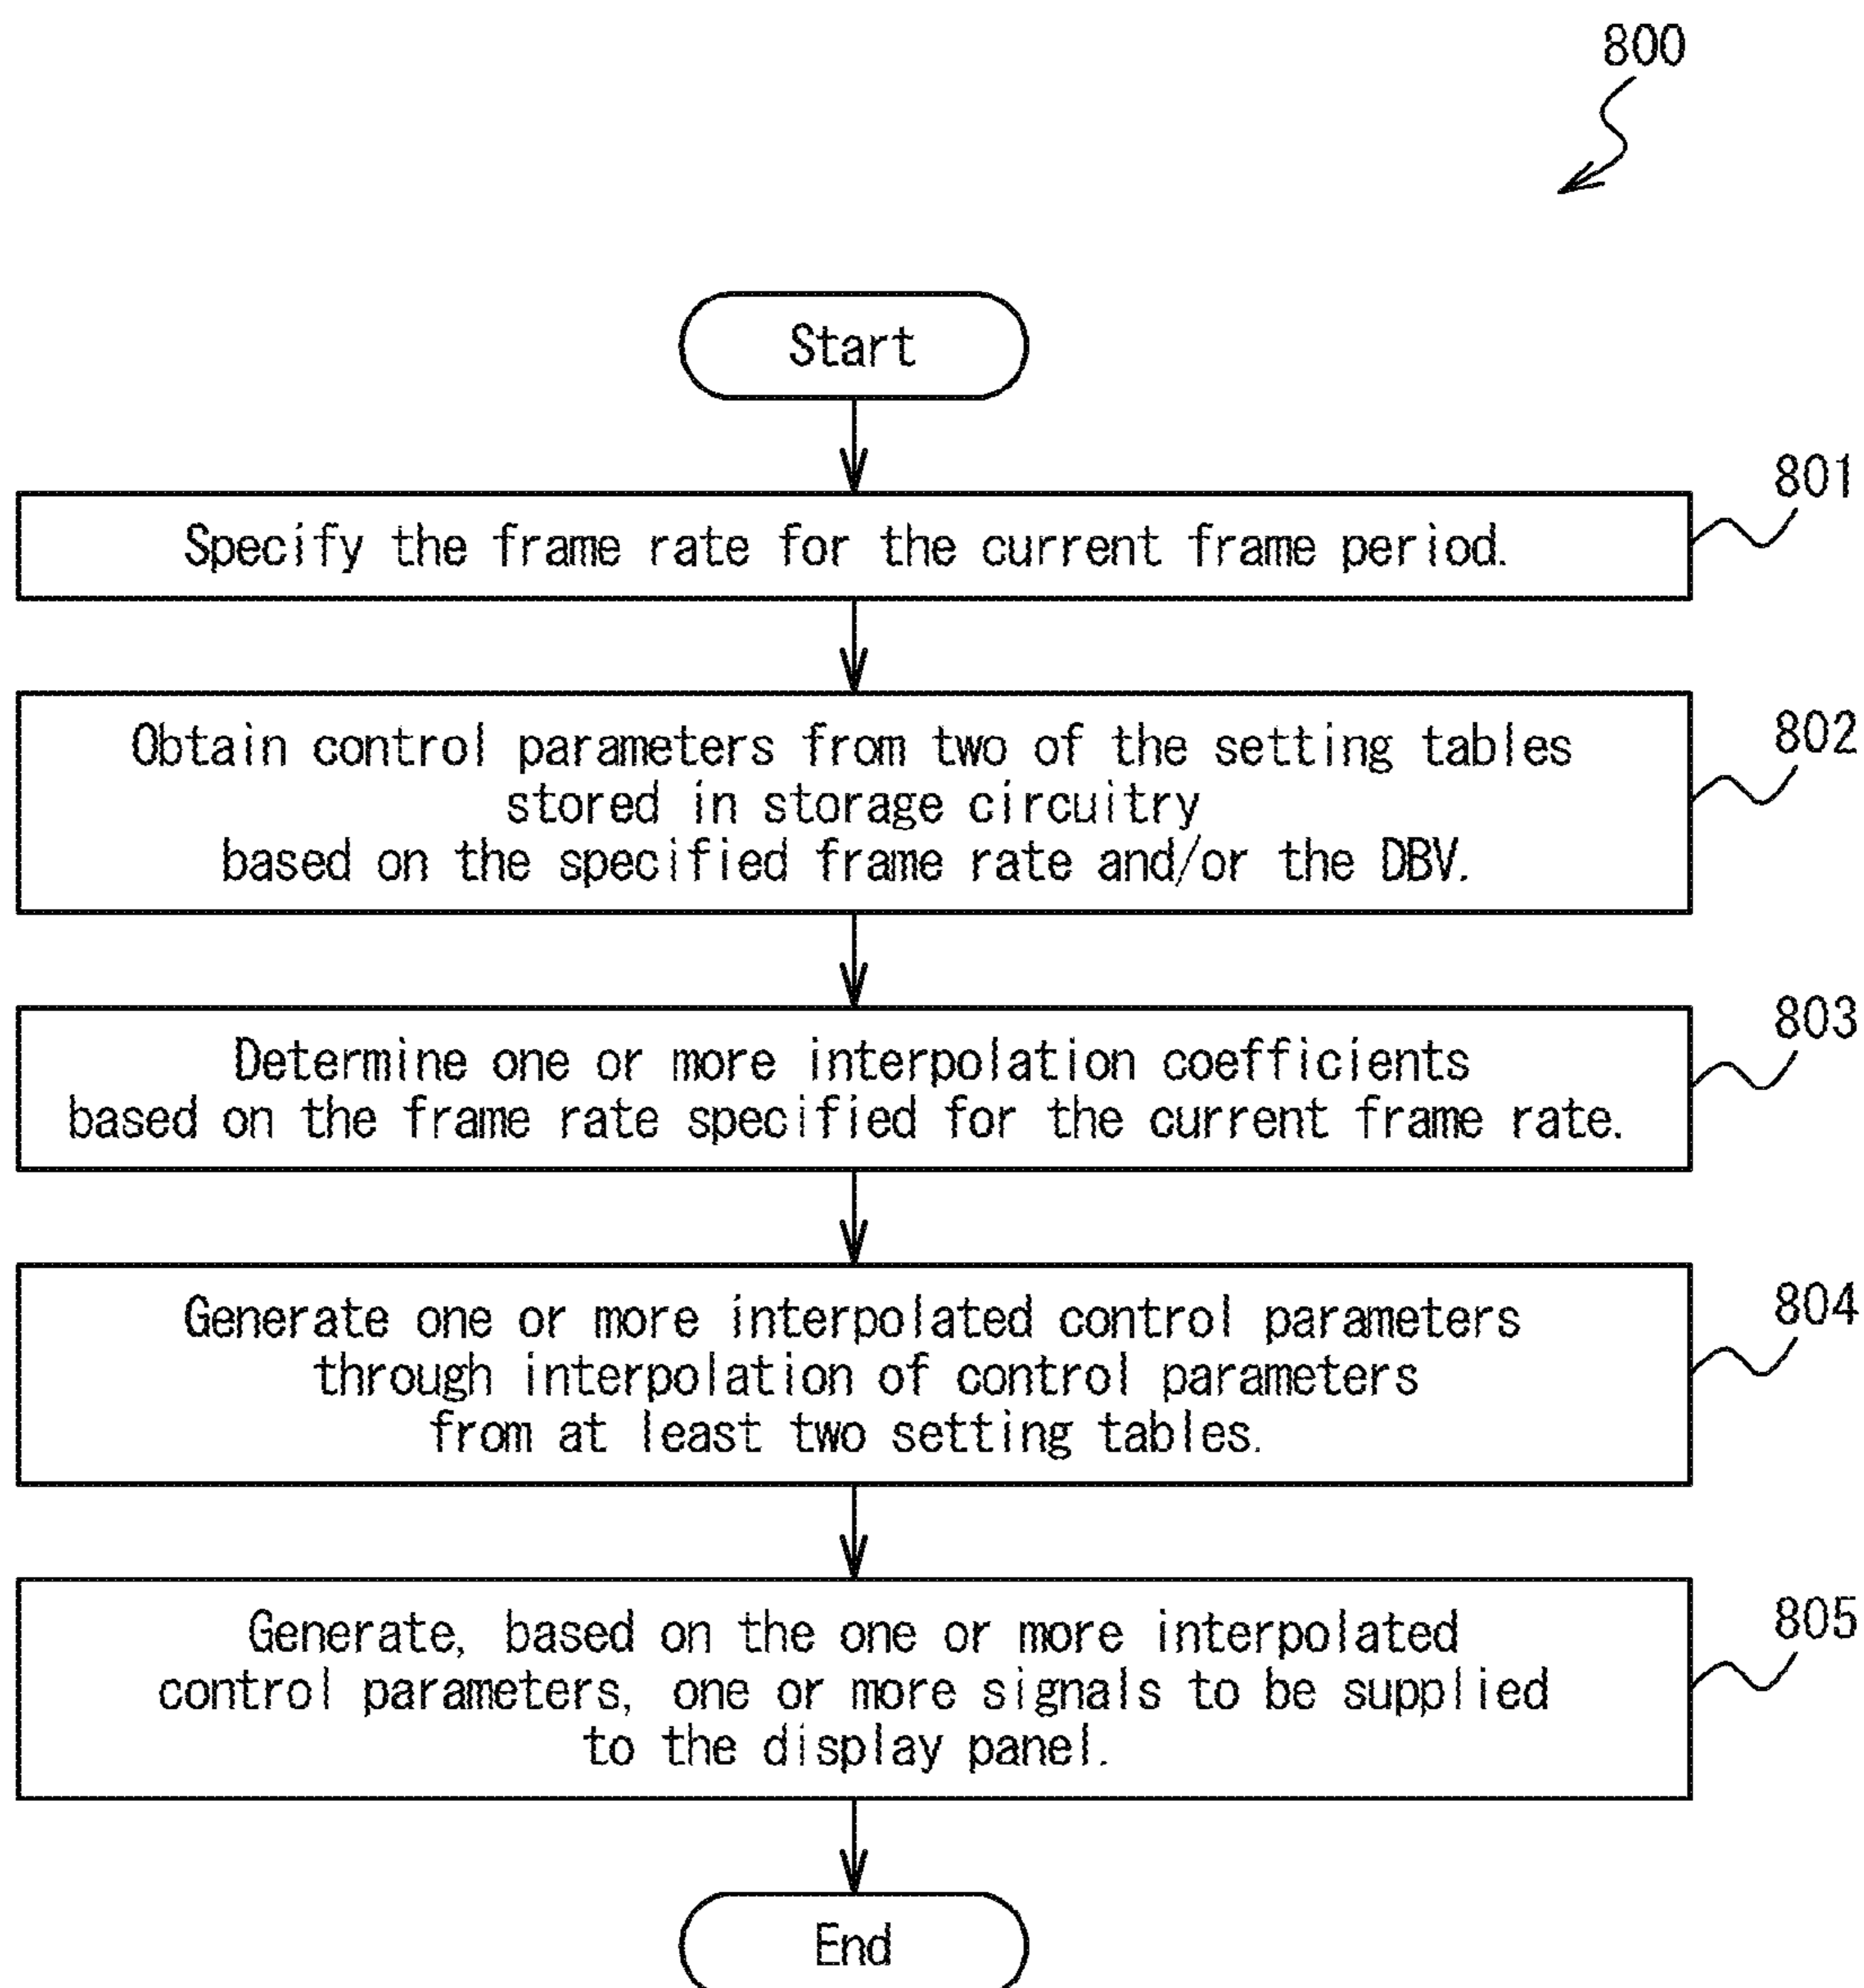 800
Start
801
Specify the frame rate for the current frame period.
802
Obtain control parameters from two of the setting tables
stored in storage circuitry
based on the specified frame rate and/or the DBV.
803
Determine one or more interpolation coefficients
based on the frame rate specified for the current frame rate.
804
Generate one or more interpolated control parameters
through interpolation of control parameters
from at least two setting tables.
805
Generate, based on the one or more interpolated
control parameters, one or more signals to be supplied
to the display panel.
End